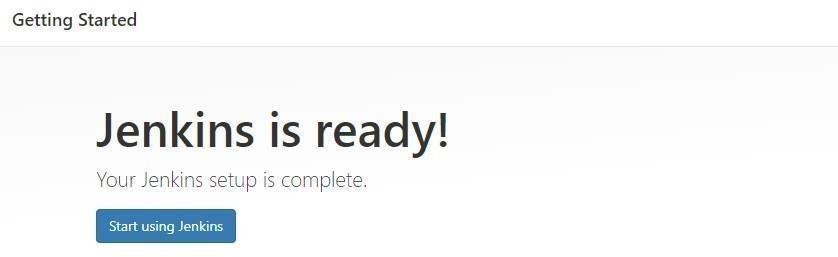 Getting Started
Jenkins is ready!
Your Jenkins setup is complete.
Start using Jenkins